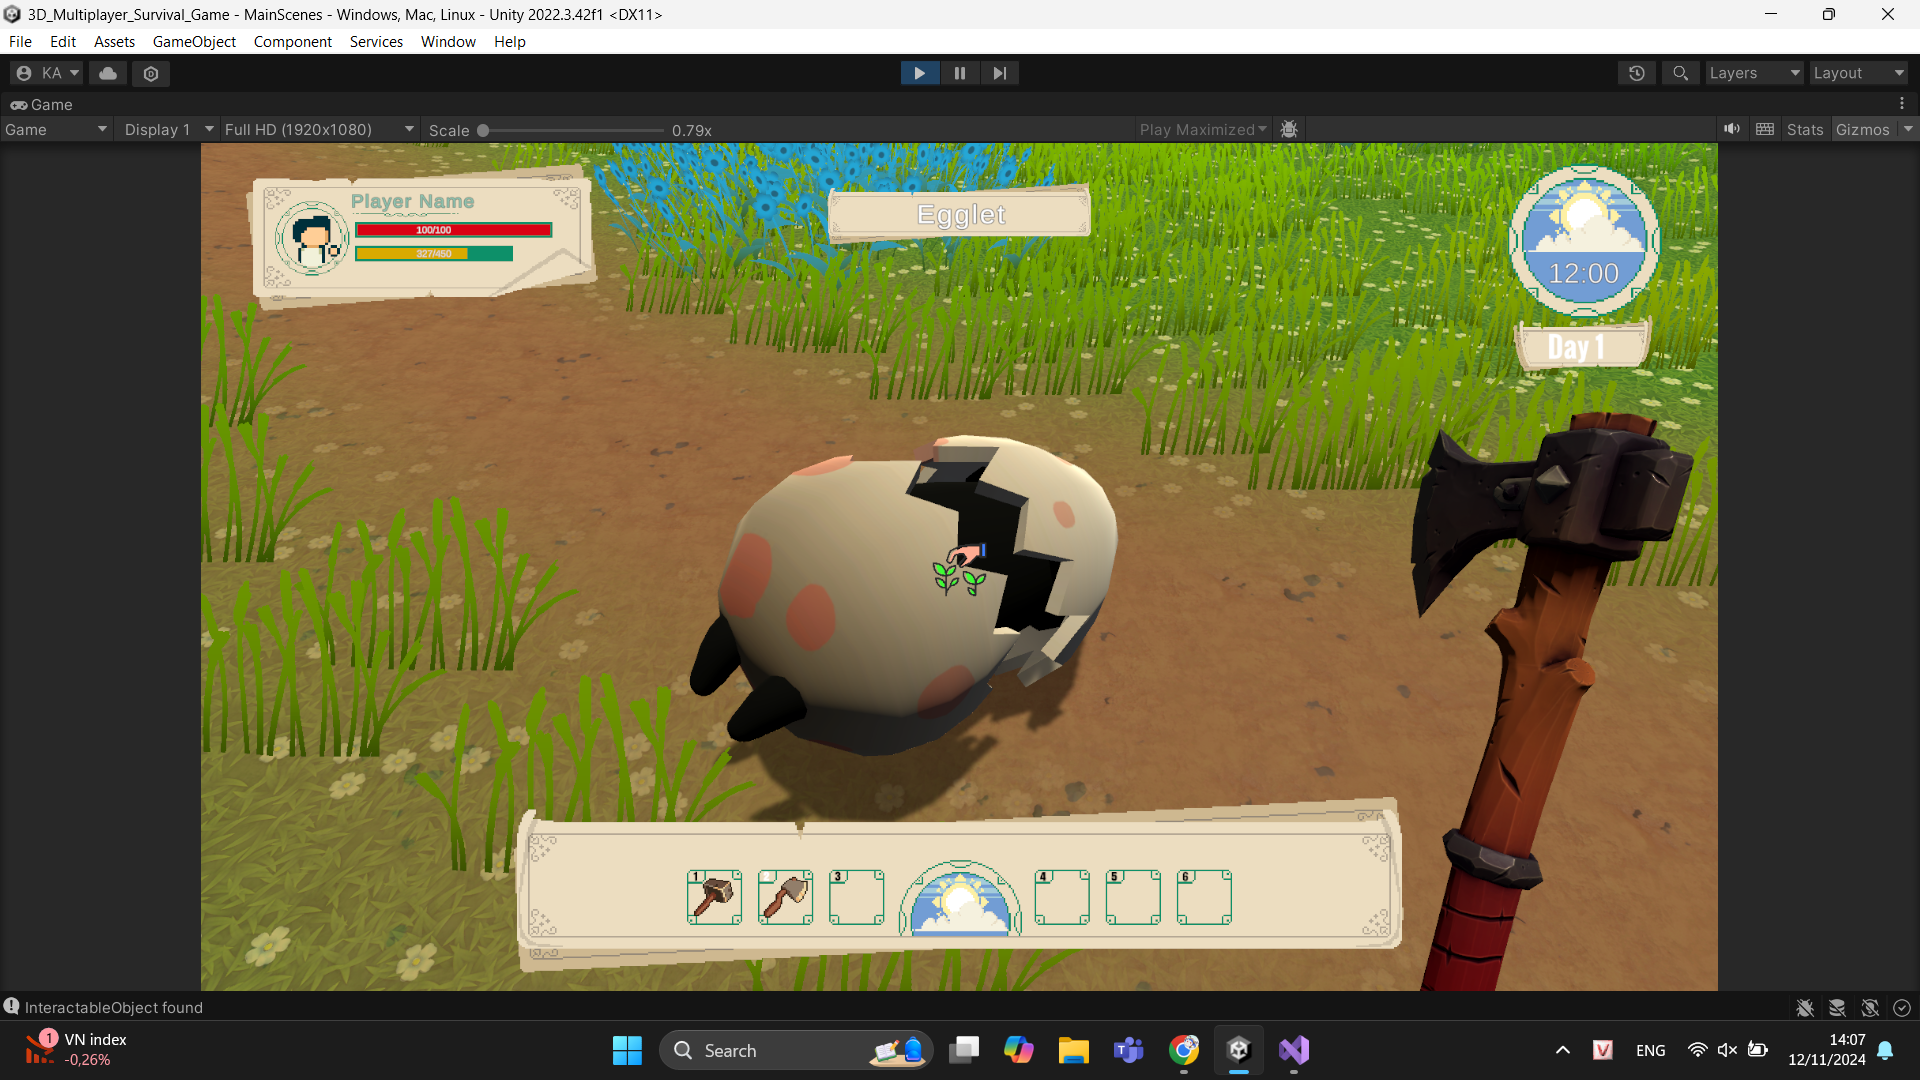 3D_Multiplayer_Survival_Game - MainScenes - Windows, Mac, Linux - Unity 2022.3.42f1 <DX11>
File Edit Assets GameObject Component Services Window Help
KA Layers Layout
Game
Game Display 1 Full HD (1920x1080) Scale 0.79x Play Maximized Stats Gizmos
Player Name
100/100
327/450
Egglet
12:00
Day 1
1 2 3 4 5 6
InteractableObject found
1 VN index
-0,26%
Search
ENG
14:07
12/11/2024